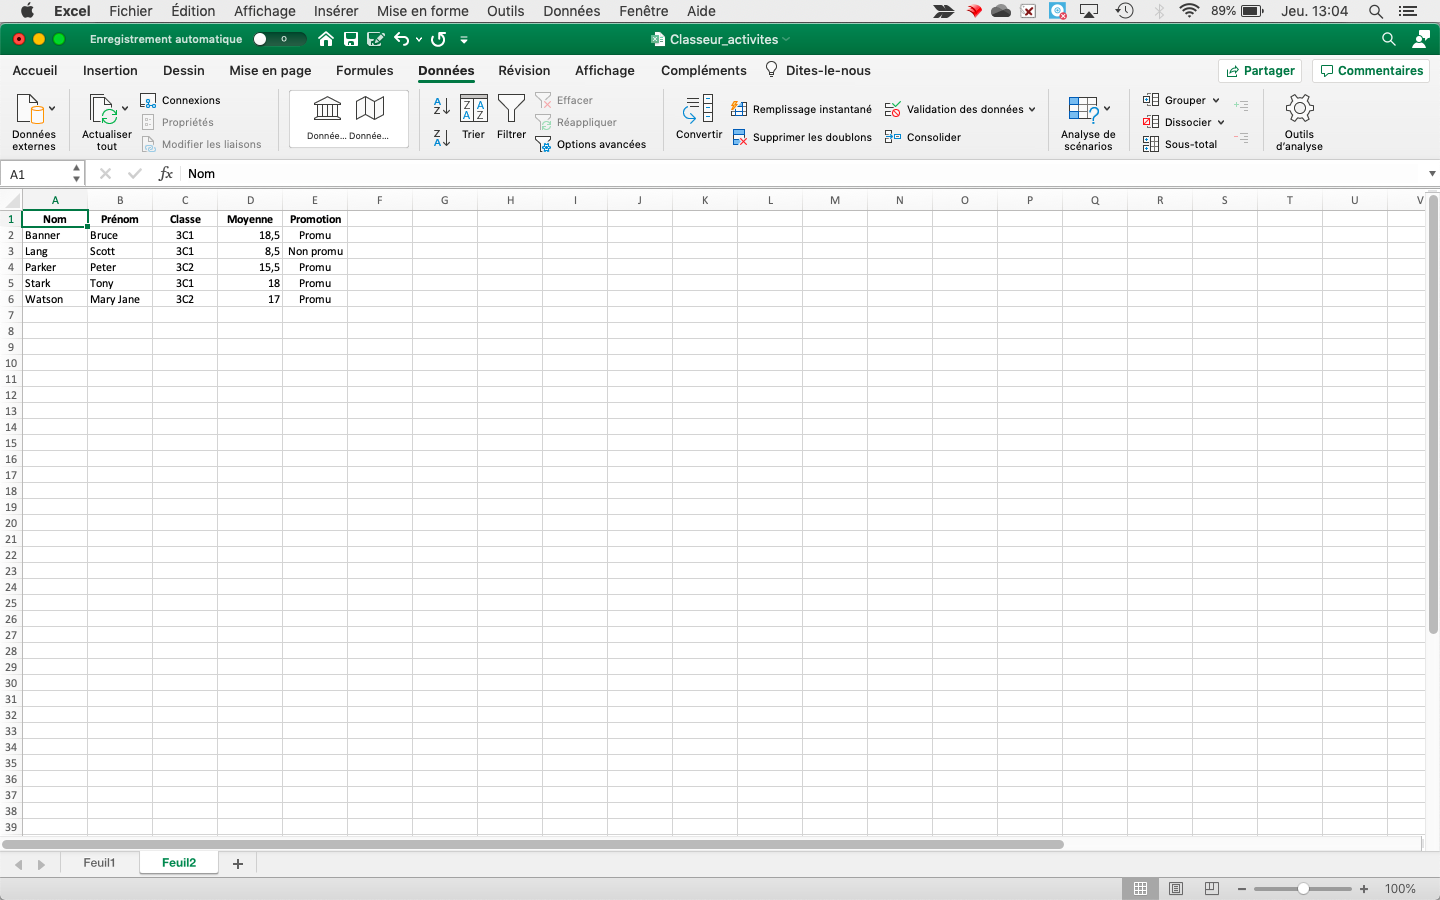 Excel Fichier Édition Affichage Insérer Mise en forme Outils Données Fenêtre Aide 89% Jeu. 13:04
Enregistrement automatique Classeur_activites
Accueil Insertion Dessin Mise en page Formules Données Révision Affichage Compléments Dites-le-nous Partager Commentaires
Données externes
Actualiser tout
Connexions
Propriétés
Modifier les liaisons
Donnée... Donnée...
Trier
Filtrer
Effacer
Réappliquer
Options avancées
Convertir
Remplissage instantané
Supprimer les doublons
Validation des données
Consolider
Analyse de scénarios
Grouper
Dissocier
Sous-total
Outils d'analyse
A1 fx Nom
A B C D E F G H I J K L M N O P Q R S T U V
1 Nom Prénom Classe Moyenne Promotion
2 Banner Bruce 3C1 18,5 Promu
3 Lang Scott 3C1 8,5 Non promu
4 Parker Peter 3C2 15,5 Promu
5 Stark Tony 3C1 18 Promu
6 Watson Mary Jane 3C2 17 Promu
7
8
9
10
11
12
13
14
15
16
17
18
19
20
21
22
23
24
25
26
27
28
29
30
31
32
33
34
35
36
37
38
39
Feuil1 Feuil2 +
100%